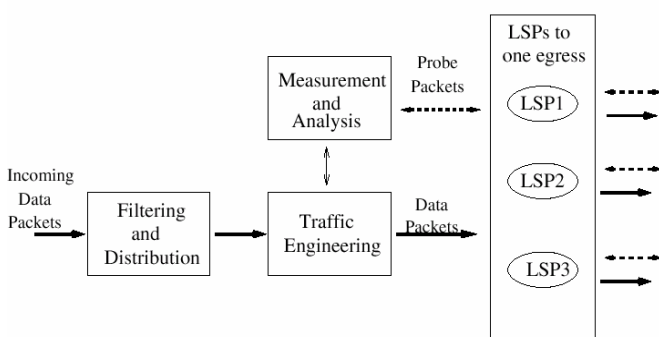 LSPs to
one egress
Probe
Packets
Measurement
and
Analysis
LSP1
Incoming
Data
Packets
Filtering
and
Distribution
Traffic
Engineering
Data
Packets
LSP2
LSP3